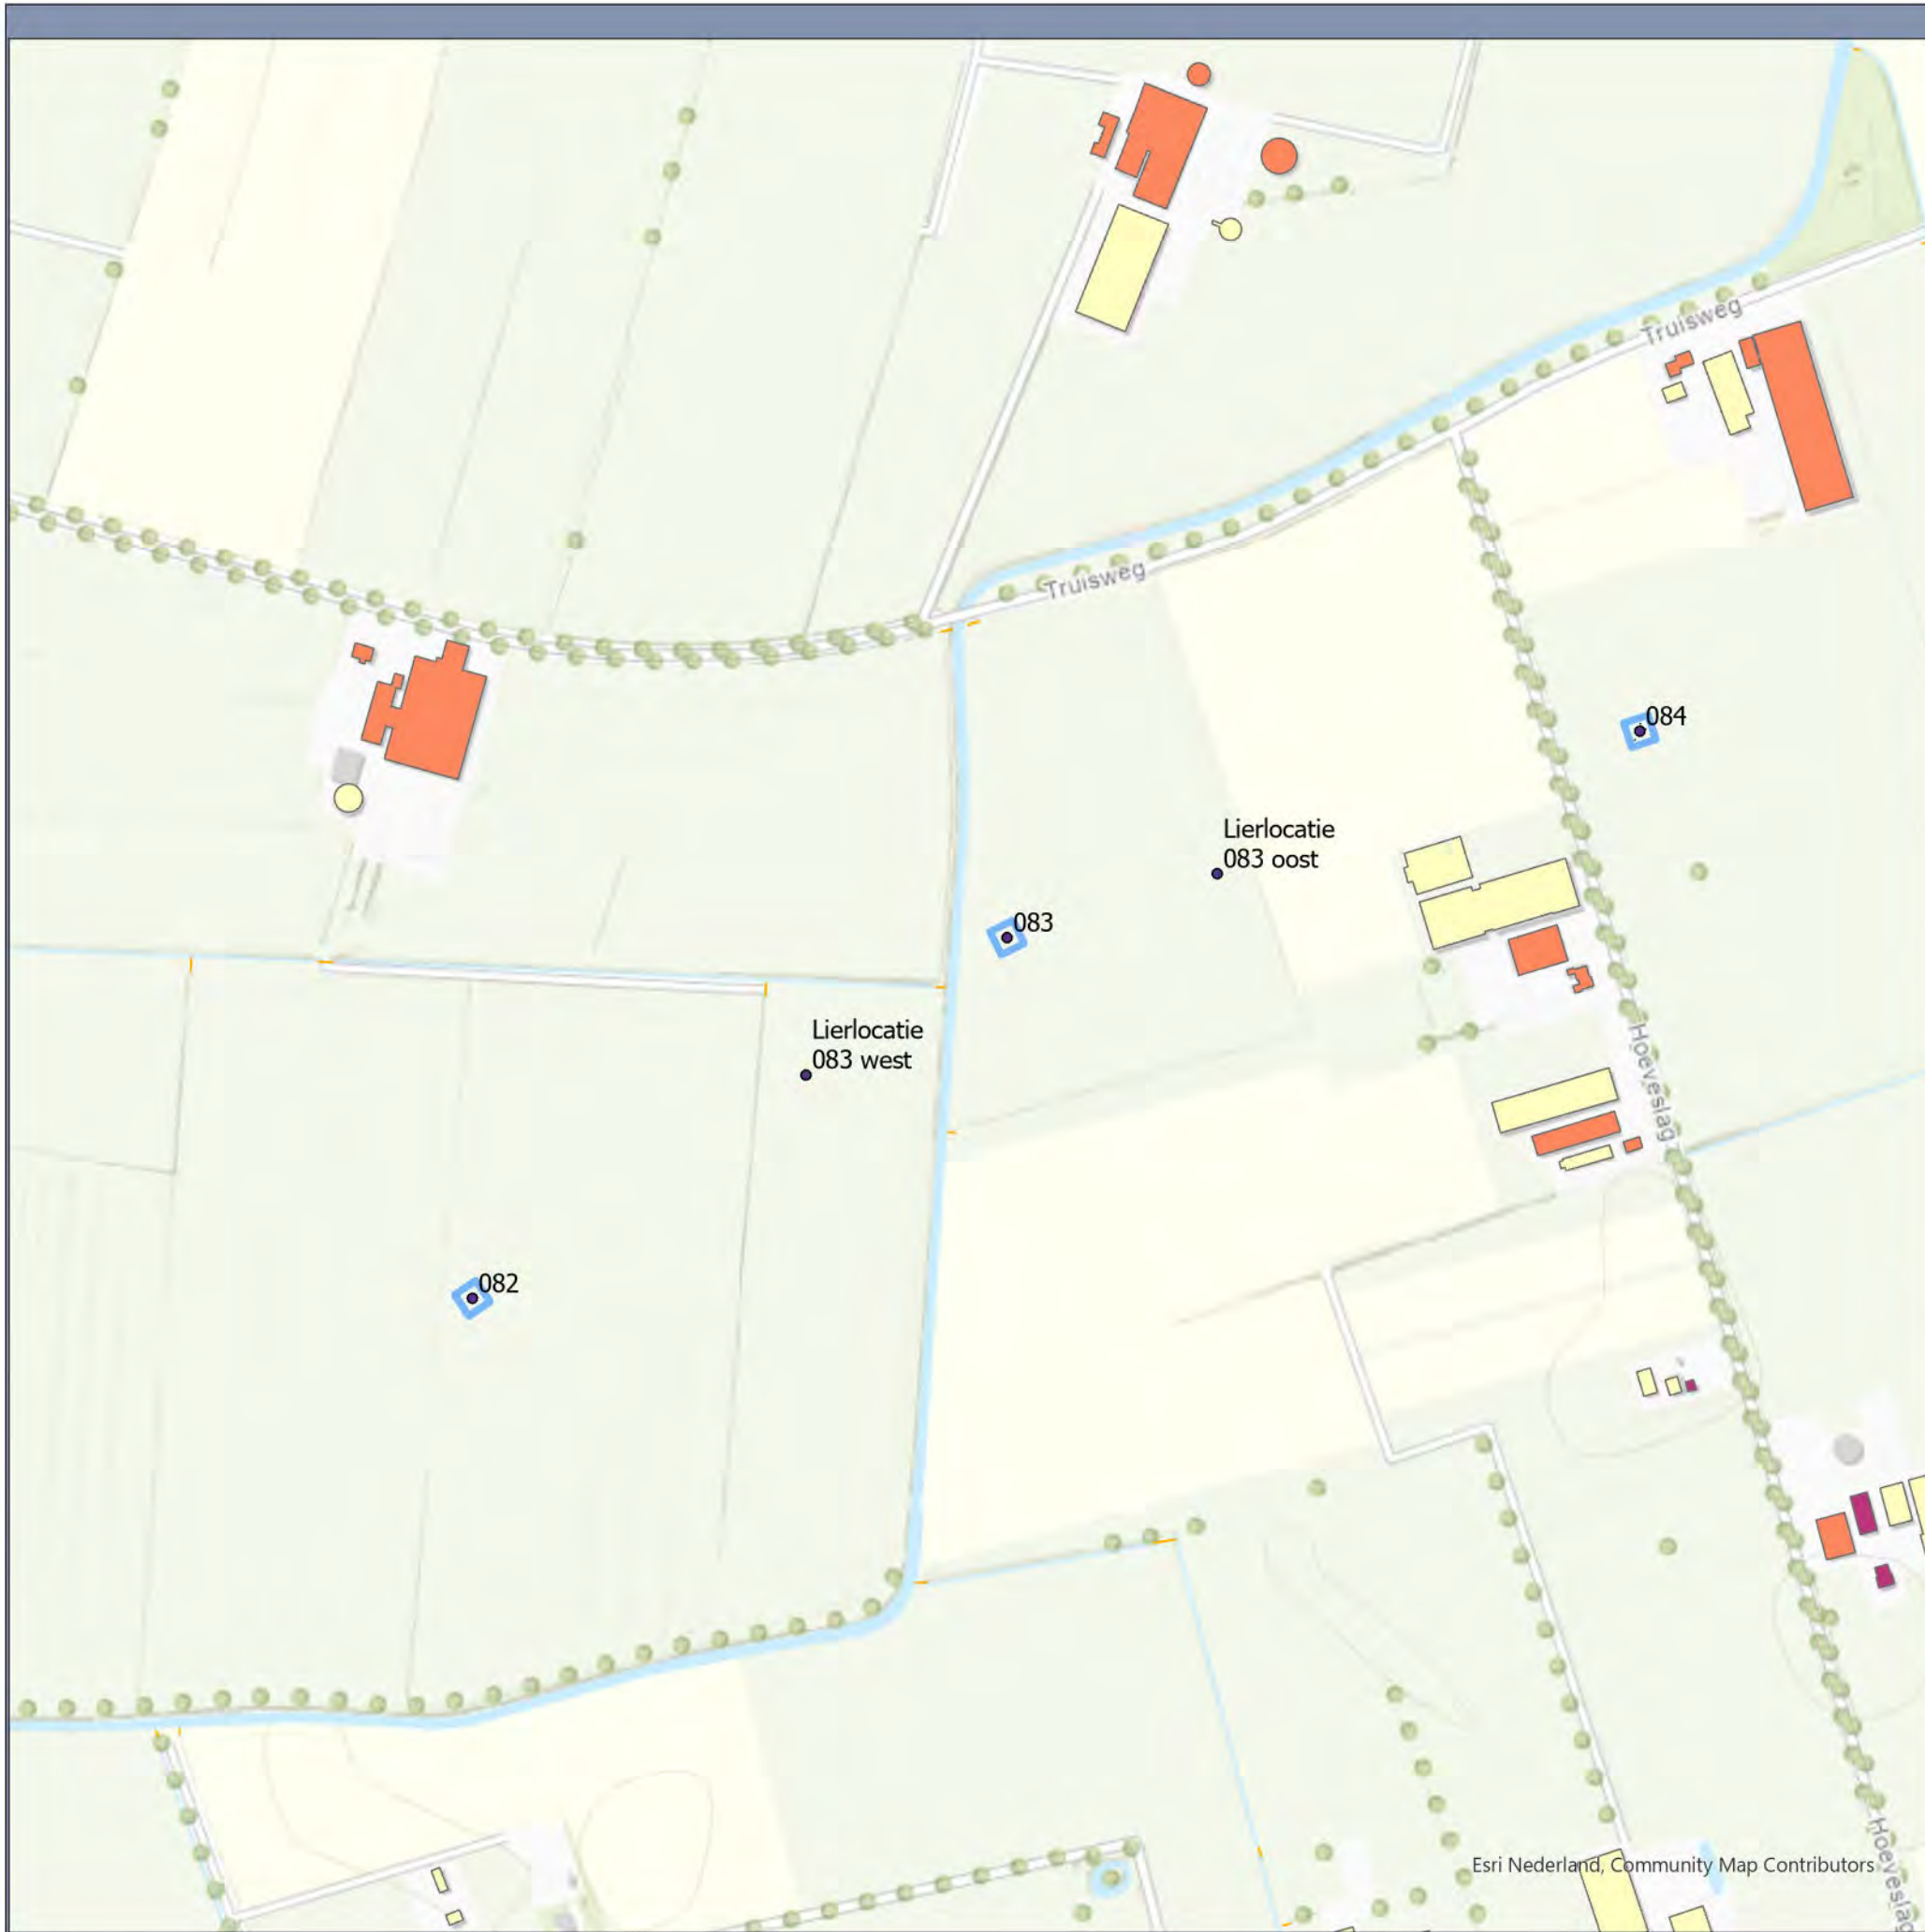 Truisweg
Truisweg
084
Lierlocatie
083 oost
083
Lierlocatie
083 west
Hoeveslag
082
Esri Nederland, Community Map Contributors
Hoeveslag